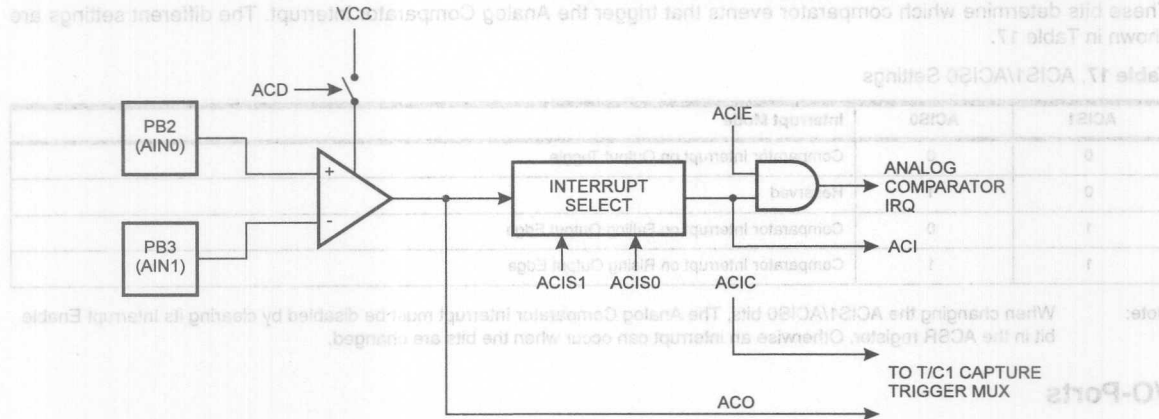 These bits determine which comparator events that trigger the Analog Comparator Interrupt. The different settings are
shown in Table 17.
Table 17. ACIS1/ACIS0 Settings
ACIS1 ACIS0 Interrupt Mode
0 0 Comparator Interrupt on Output Toggle
0 1 Reserved
1 0 Comparator Interrupt on Falling Output Edge
1 1 Comparator Interrupt on Rising Output Edge
Note: When changing the ACIS1/ACIS0 bits, The Analog Comparator Interrupt must be disabled by clearing its Interrupt Enable
bit in the ACSR register. Otherwise an interrupt can occur when the bits are changed.
I/O-Ports
VCC
ACD
PB2
(AIN0)
+
-
PB3
(AIN1)
INTERRUPT
SELECT
ACIS1 ACIS0
ACIE
ANALOG
COMPARATOR
IRQ
ACI
ACIC
TO T/C1 CAPTURE
TRIGGER MUX
ACO